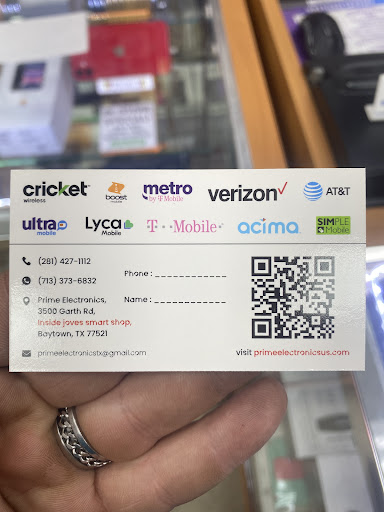 cricket wireless boost mobile metro by T Mobile verizon AT&T
ultra mobile Lyca Mobile T Mobile acima SIMPLE Mobile
(281) 427-1112
(713) 373-6832
Prime Electronics,
3500 Garth Rd,
Inside joves smart shop,
Baytown, TX 77521
primeelectronicstx@gmail.com
Phone :
Name :
visit primeelectronicsus.com